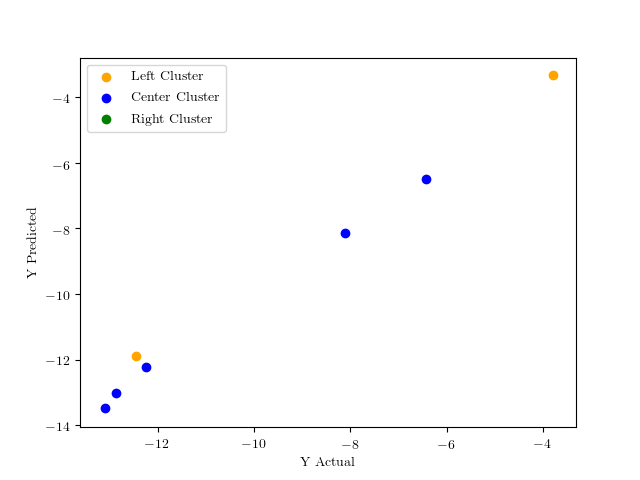 Left Cluster
Center Cluster
Right Cluster
−4
−6
−8
−10
−12
−14
Y Predicted
−12
−10
−8
−6
−4
Y Actual